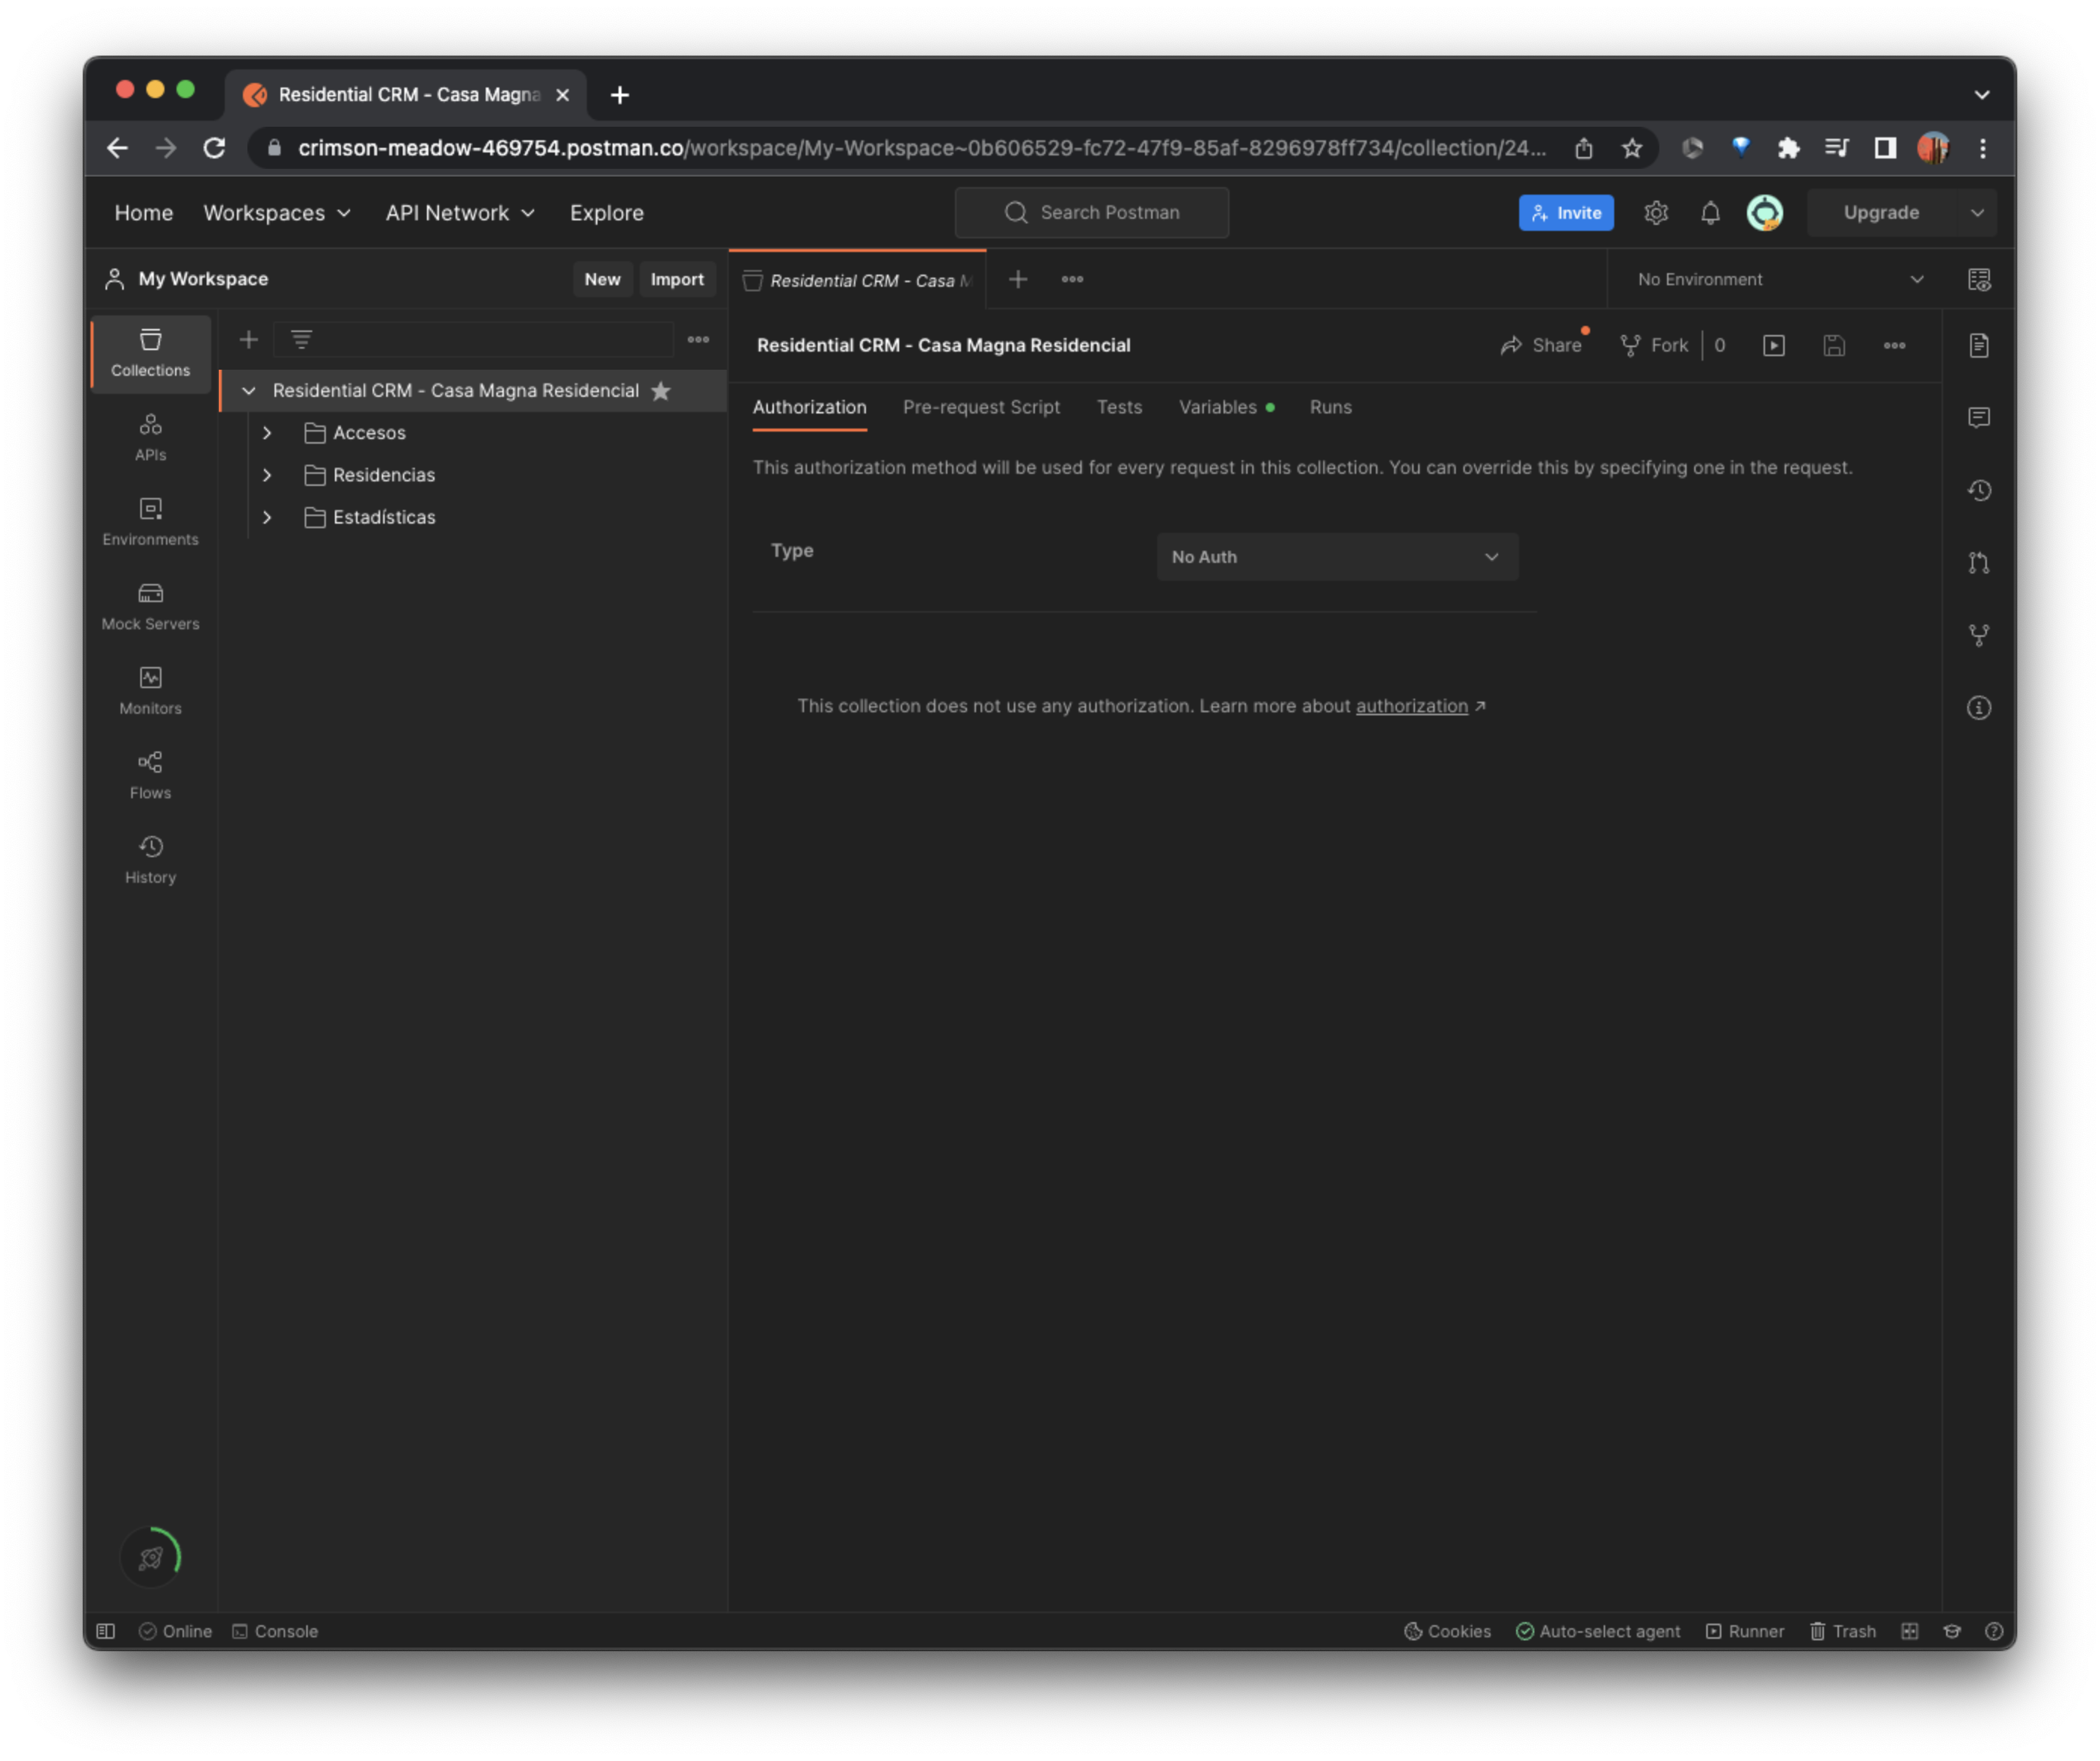 Residential CRM - Casa Magna
crimson-meadow-469754.postman.co/workspace/My-Workspace~0b606529-fc72-47f9-85af-8296978ff734/collection/24...
Home Workspaces API Network Explore Search Postman Invite Upgrade
My Workspace New Import Residential CRM - Casa M No Environment
Residential CRM - Casa Magna Residencial Share Fork 0
Collections
Residential CRM - Casa Magna Residencial
Accesos
Residencias
Estadísticas
APIs
Environments
Mock Servers
Monitors
Flows
History
Authorization Pre-request Script Tests Variables Runs
This authorization method will be used for every request in this collection. You can override this by specifying one in the request.
Type No Auth
This collection does not use any authorization. Learn more about authorization ↗
Online Console Cookies Auto-select agent Runner Trash